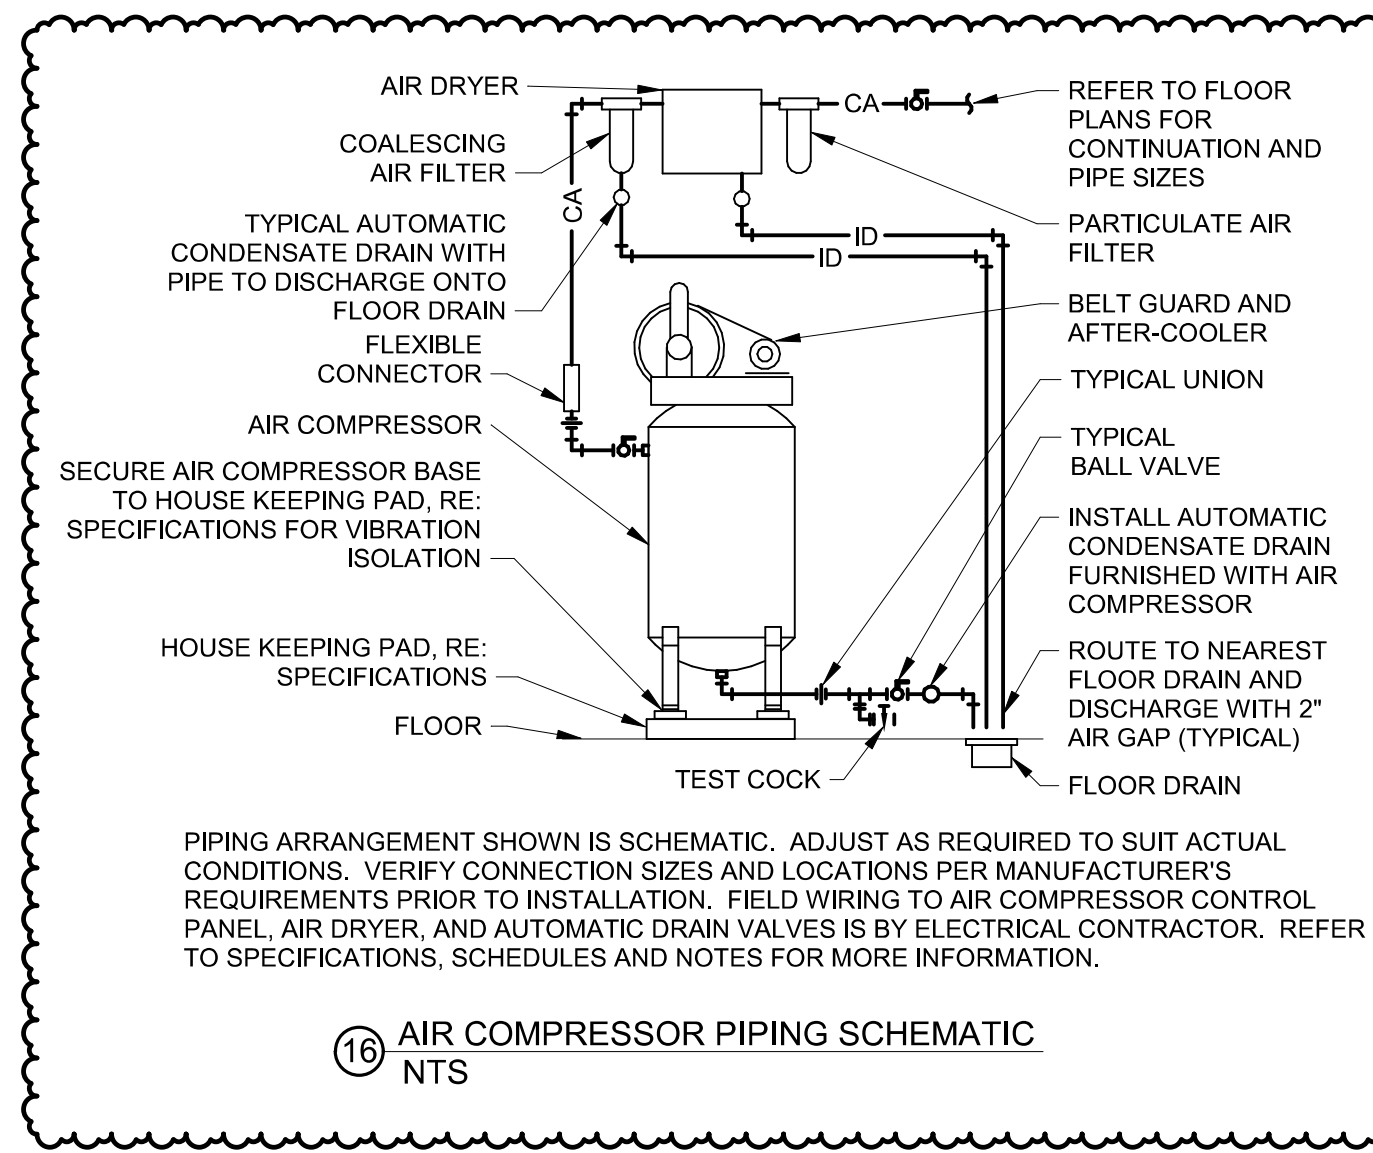 AIR DRYER
COALESCING
AIR FILTER
TYPICAL AUTOMATIC
CONDENSATE DRAIN WITH
PIPE TO DISCHARGE ONTO
FLOOR DRAIN
FLEXIBLE
CONNECTOR
AIR COMPRESSOR
SECURE AIR COMPRESSOR BASE
TO HOUSE KEEPING PAD, RE:
SPECIFICATIONS FOR VIBRATION
ISOLATION
HOUSE KEEPING PAD, RE:
SPECIFICATIONS
FLOOR
CA
CA
ID
ID
TEST COCK
REFER TO FLOOR
PLANS FOR
CONTINUATION AND
PIPE SIZES
PARTICULATE AIR
FILTER
BELT GUARD AND
AFTER-COOLER
TYPICAL UNION
TYPICAL
BALL VALVE
INSTALL AUTOMATIC
CONDENSATE DRAIN
FURNISHED WITH AIR
COMPRESSOR
ROUTE TO NEAREST
FLOOR DRAIN AND
DISCHARGE WITH 2"
AIR GAP (TYPICAL)
FLOOR DRAIN
PIPING ARRANGEMENT SHOWN IS SCHEMATIC. ADJUST AS REQUIRED TO SUIT ACTUAL
CONDITIONS. VERIFY CONNECTION SIZES AND LOCATIONS PER MANUFACTURER'S
REQUIREMENTS PRIOR TO INSTALLATION. FIELD WIRING TO AIR COMPRESSOR CONTROL
PANEL, AIR DRYER, AND AUTOMATIC DRAIN VALVES IS BY ELECTRICAL CONTRACTOR. REFER
TO SPECIFICATIONS, SCHEDULES AND NOTES FOR MORE INFORMATION.
16 AIR COMPRESSOR PIPING SCHEMATIC
NTS